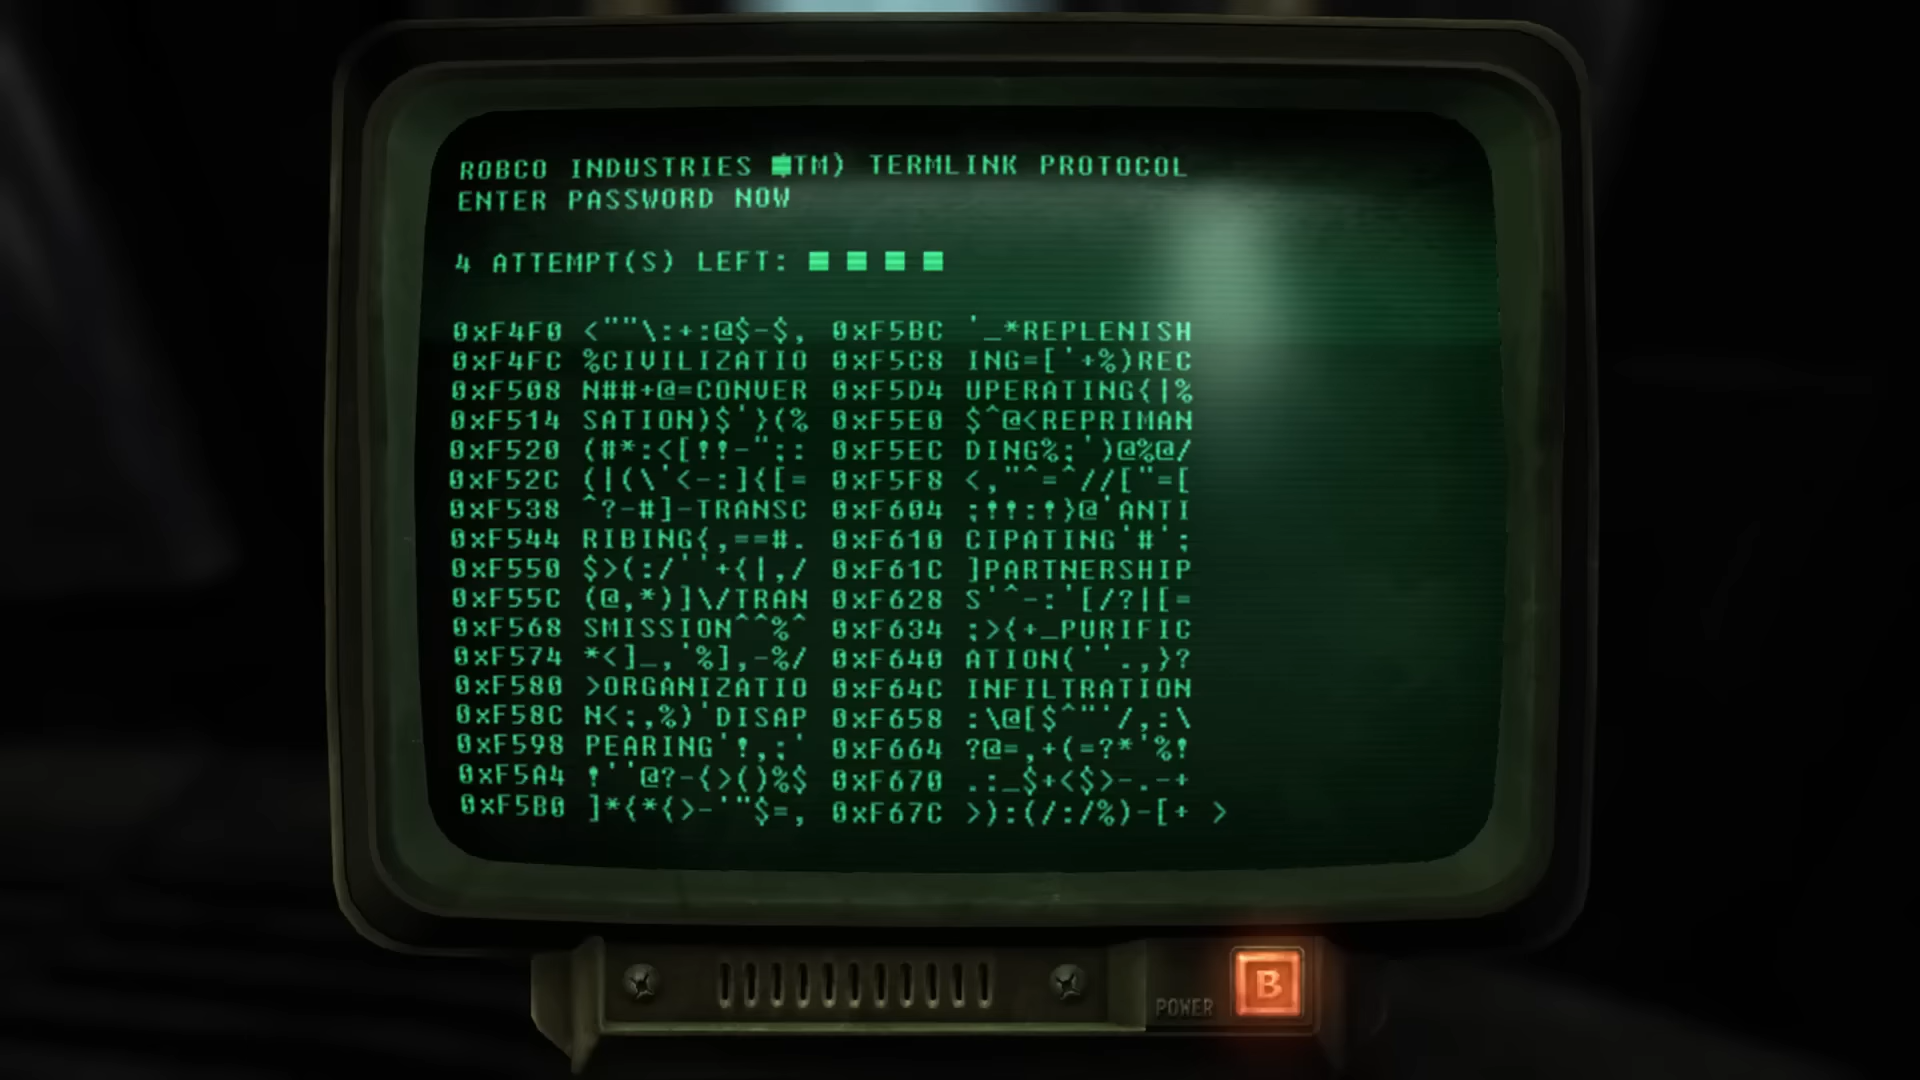 ROBCO INDUSTRIES (TM) TERMLINK PROTOCOL
ENTER PASSWORD NOW
4 ATTEMPT(S) LEFT: ■ ■ ■ ■
0xF4F0 <""\:+:@$-$, 0xF5BC '_*REPLENISH
0xF4FC %CIVILIZATIO 0xF5C8 ING=['+%)REC
0xF508 N##+@=CONVER 0xF5D4 UPERATING{|%
0xF514 SATION)$'}(% 0xF5E0 $^@<REPRIMAN
0xF520 (#*:<[!!-";: 0xF5EC DING%;')@%@/
0xF52C (|(\'<-:]{[= 0xF5F8 <,"^=^//["=[
0xF538 ^?-#]-TRANSC 0xF604 ;!!:!}@'ANTI
0xF544 RIBING{,==#. 0xF610 CIPATING'#';
0xF550 $>(:/''+{|,/ 0xF61C ]PARTNERSHIP
0xF55C (@,*)]\/TRAN 0xF628 S'^-:'[/?|[=
0xF568 SMISSION^^%^ 0xF634 ;>{+_PURIFIC
0xF574 *<]_,'%],-%/ 0xF640 ATION(''.,}?
0xF580 >ORGANIZATIO 0xF64C INFILTRATION
0xF58C N<;,%)'DISAP 0xF658 :\@[$^"'/,:\
0xF598 PEARING'!,;' 0xF664 ?@=,+(=?*'%!
0xF5A4 !''@?-{>()%$ 0xF670 .:_$+<$>-.-+
0xF5B0 ]*{*{>-'"$=, 0xF67C >):(/:/%)-[+ >
POWER B